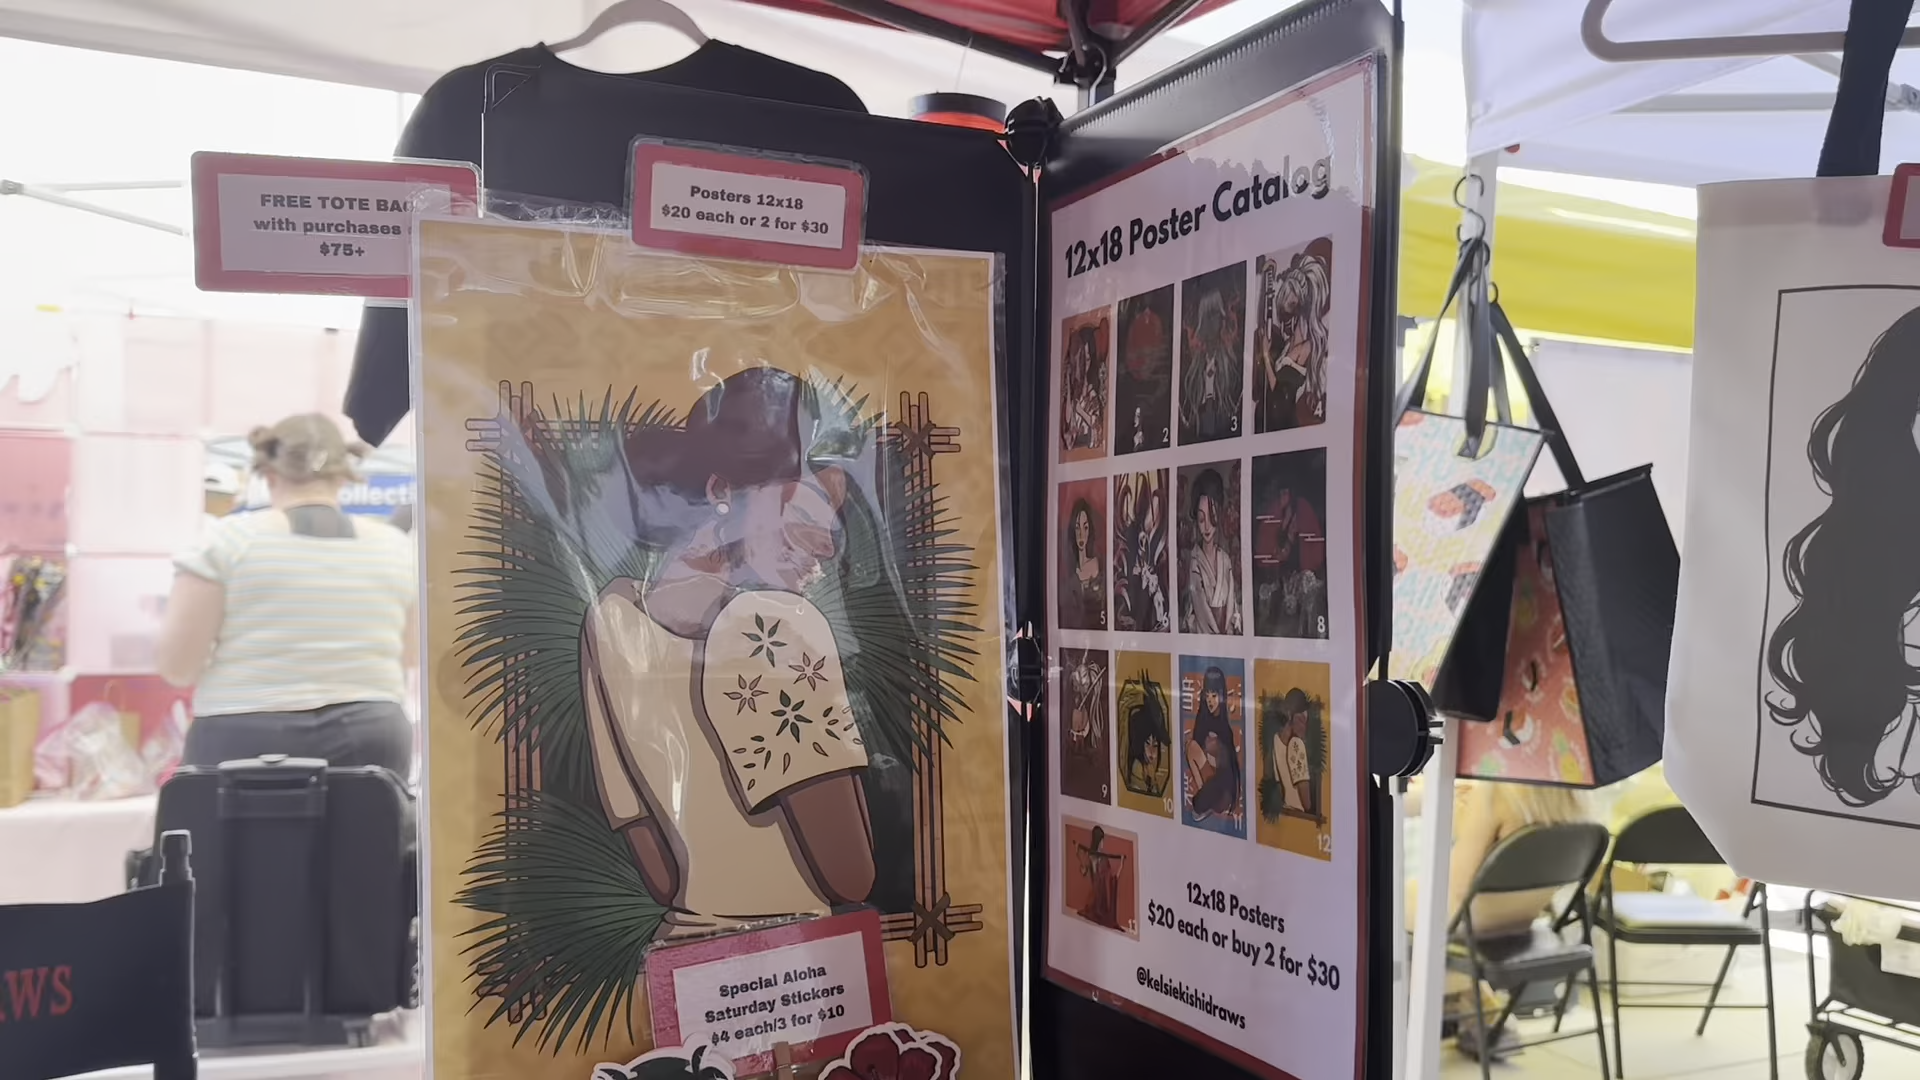 FREE TOTE
with purchases
$75+
Posters 12x18
$20 each or 2 for $30
12x18 Poster Catalog
2
3
4
5
6
7
8
9
10
12
13
12x18 Posters
$20 each or buy 2 for $30
@kelsiekishidraws
Special Aloha
Saturday Stickers
$4 each/3 for $10
AWS
ollect